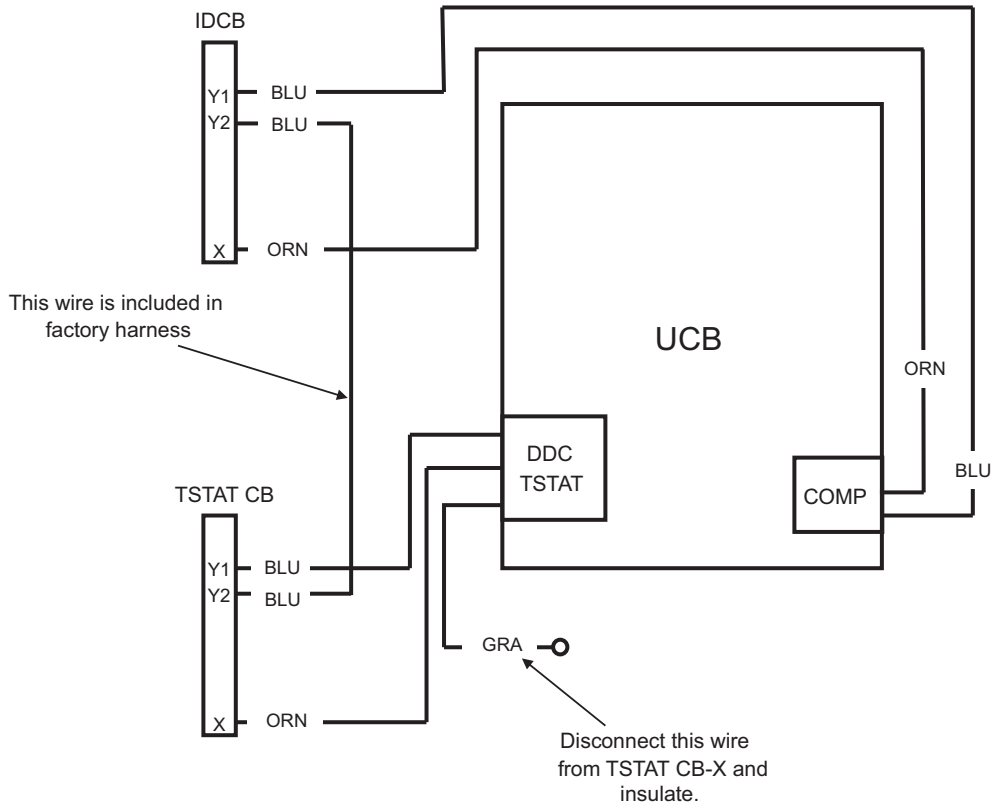 IDCB
Y1 BLU
Y2 BLU
X ORN
This wire is included in
factory harness
UCB
ORN
BLU
DDC
TSTAT
COMP
TSTAT CB
Y1 BLU
Y2 BLU
X ORN
GRA
Disconnect this wire
from TSTAT CB-X and
insulate.